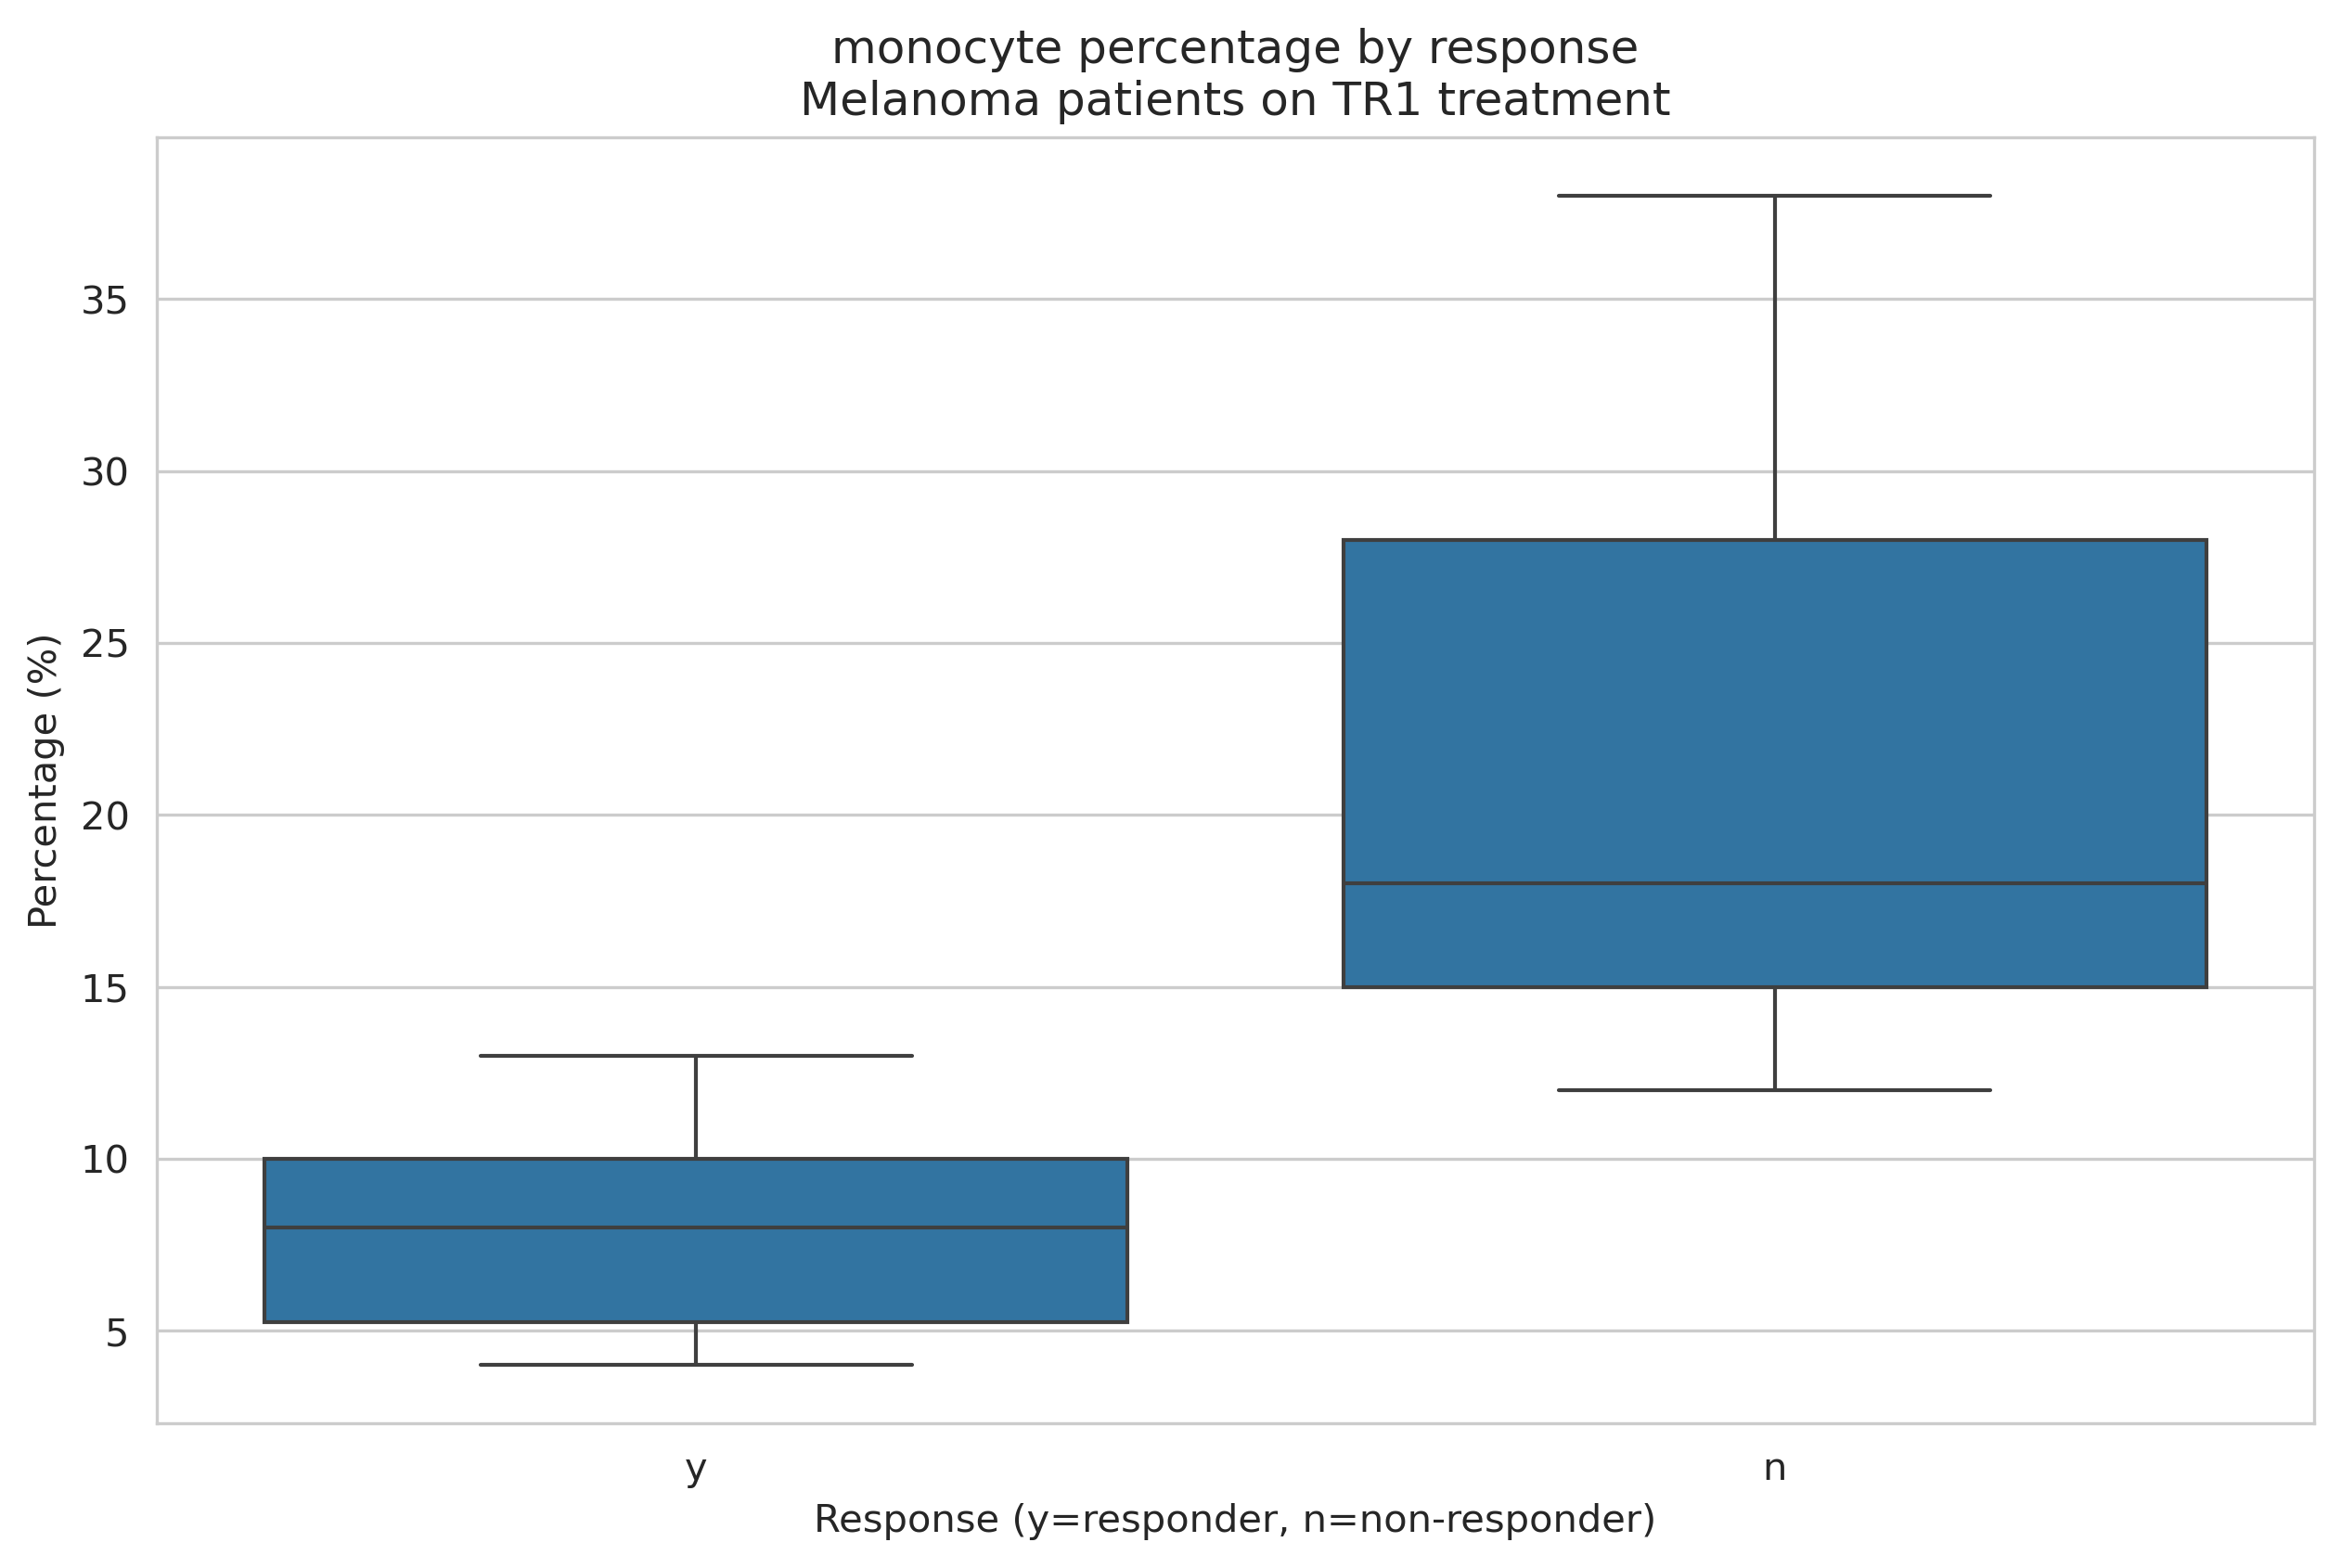 monocyte percentage by response
Melanoma patients on TR1 treatment
Percentage (%)
35
30
25
20
15
10
5
y
n
Response (y=responder, n=non-responder)